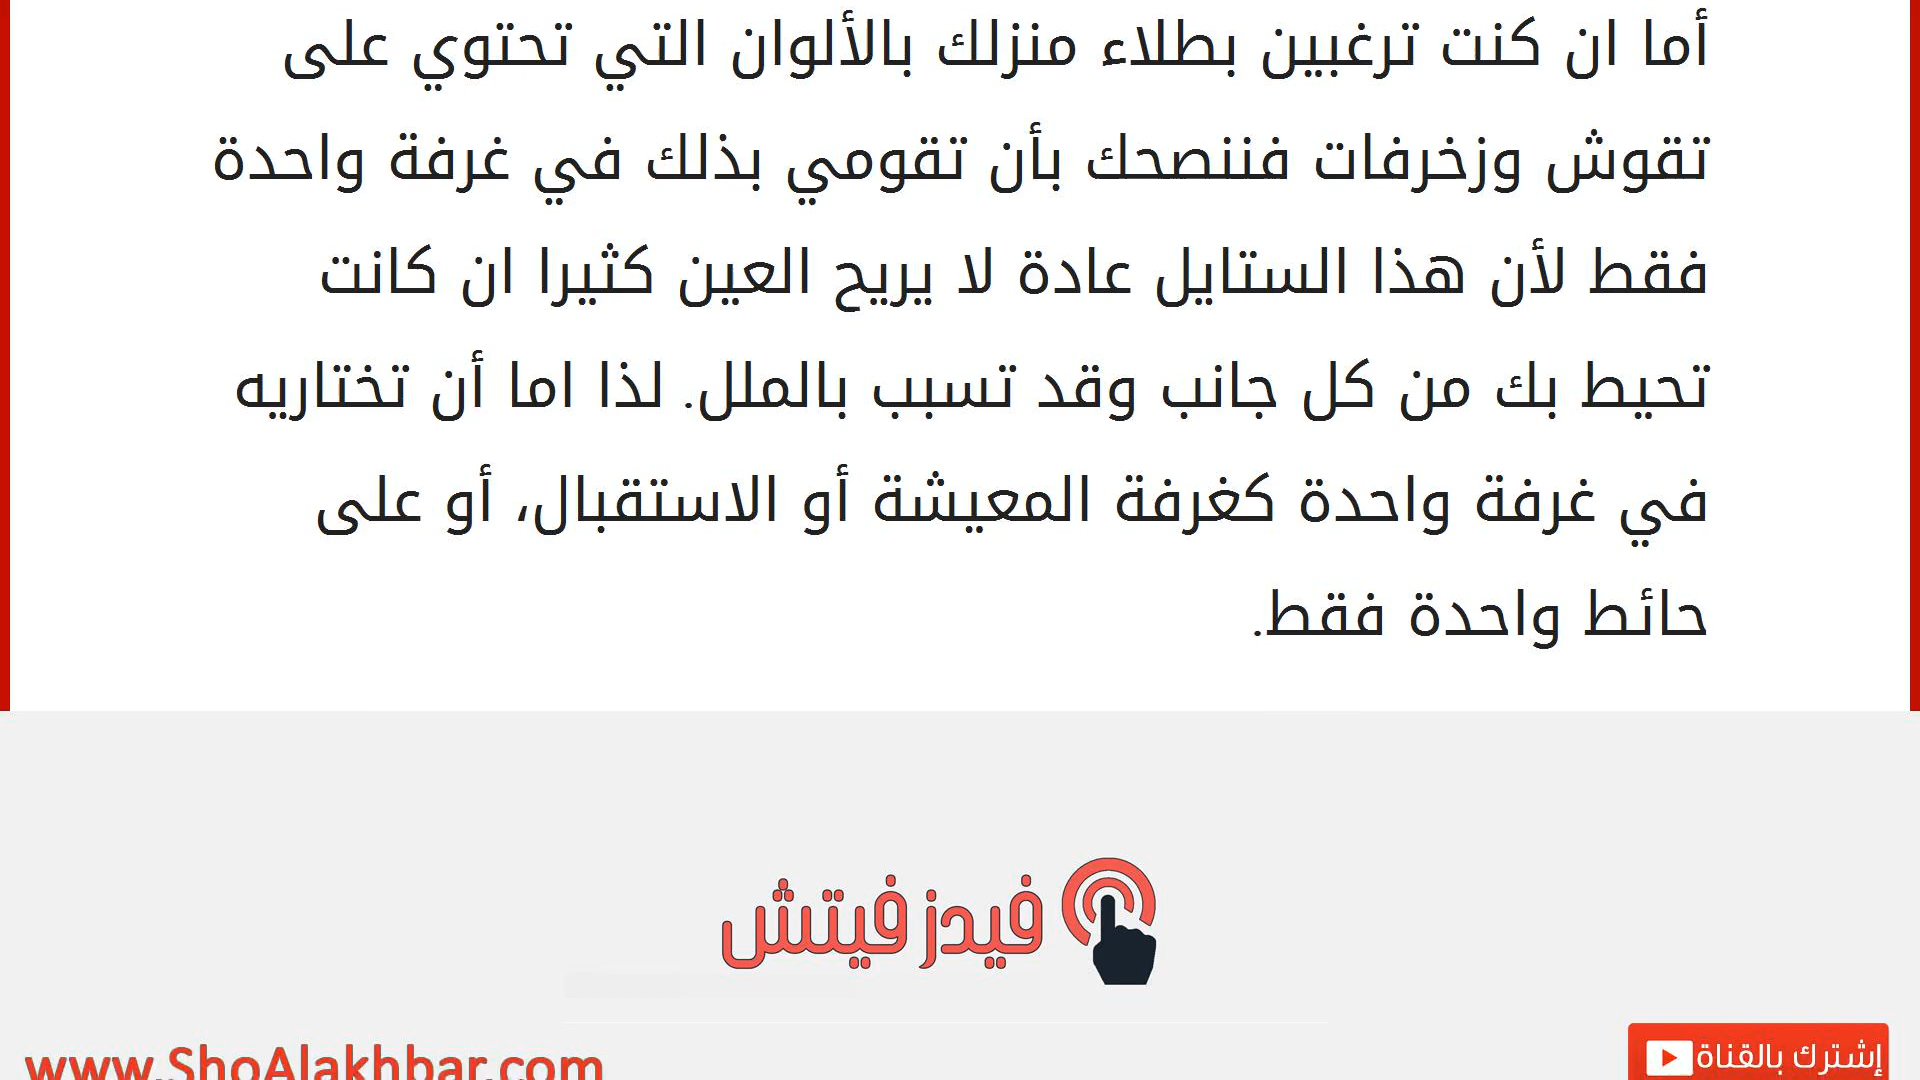 أما ان كنت ترغبين بطلاء منزلك بالألوان التي تحتوي على
تقوش وزخرفات فننصحك بأن تقومي بذلك في غرفة واحدة
فقط لأن هذا الستايل عادة لا يريح العين كثيرا ان كانت
تحيط بك من كل جانب وقد تسبب بالملل. لذا اما أن تختاريه
في غرفة واحدة كغرفة المعيشة أو الاستقبال، أو على
حائط واحدة فقط.
فيدز فيتش
www.ShoAlakhbar.com
إشترك بالقناة